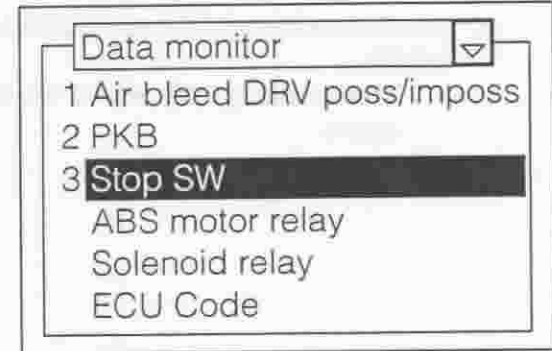 Data monitor
1 Air bleed DRV poss/imposs
2 PKB
3 Stop SW
ABS motor relay
Solenoid relay
ECU Code